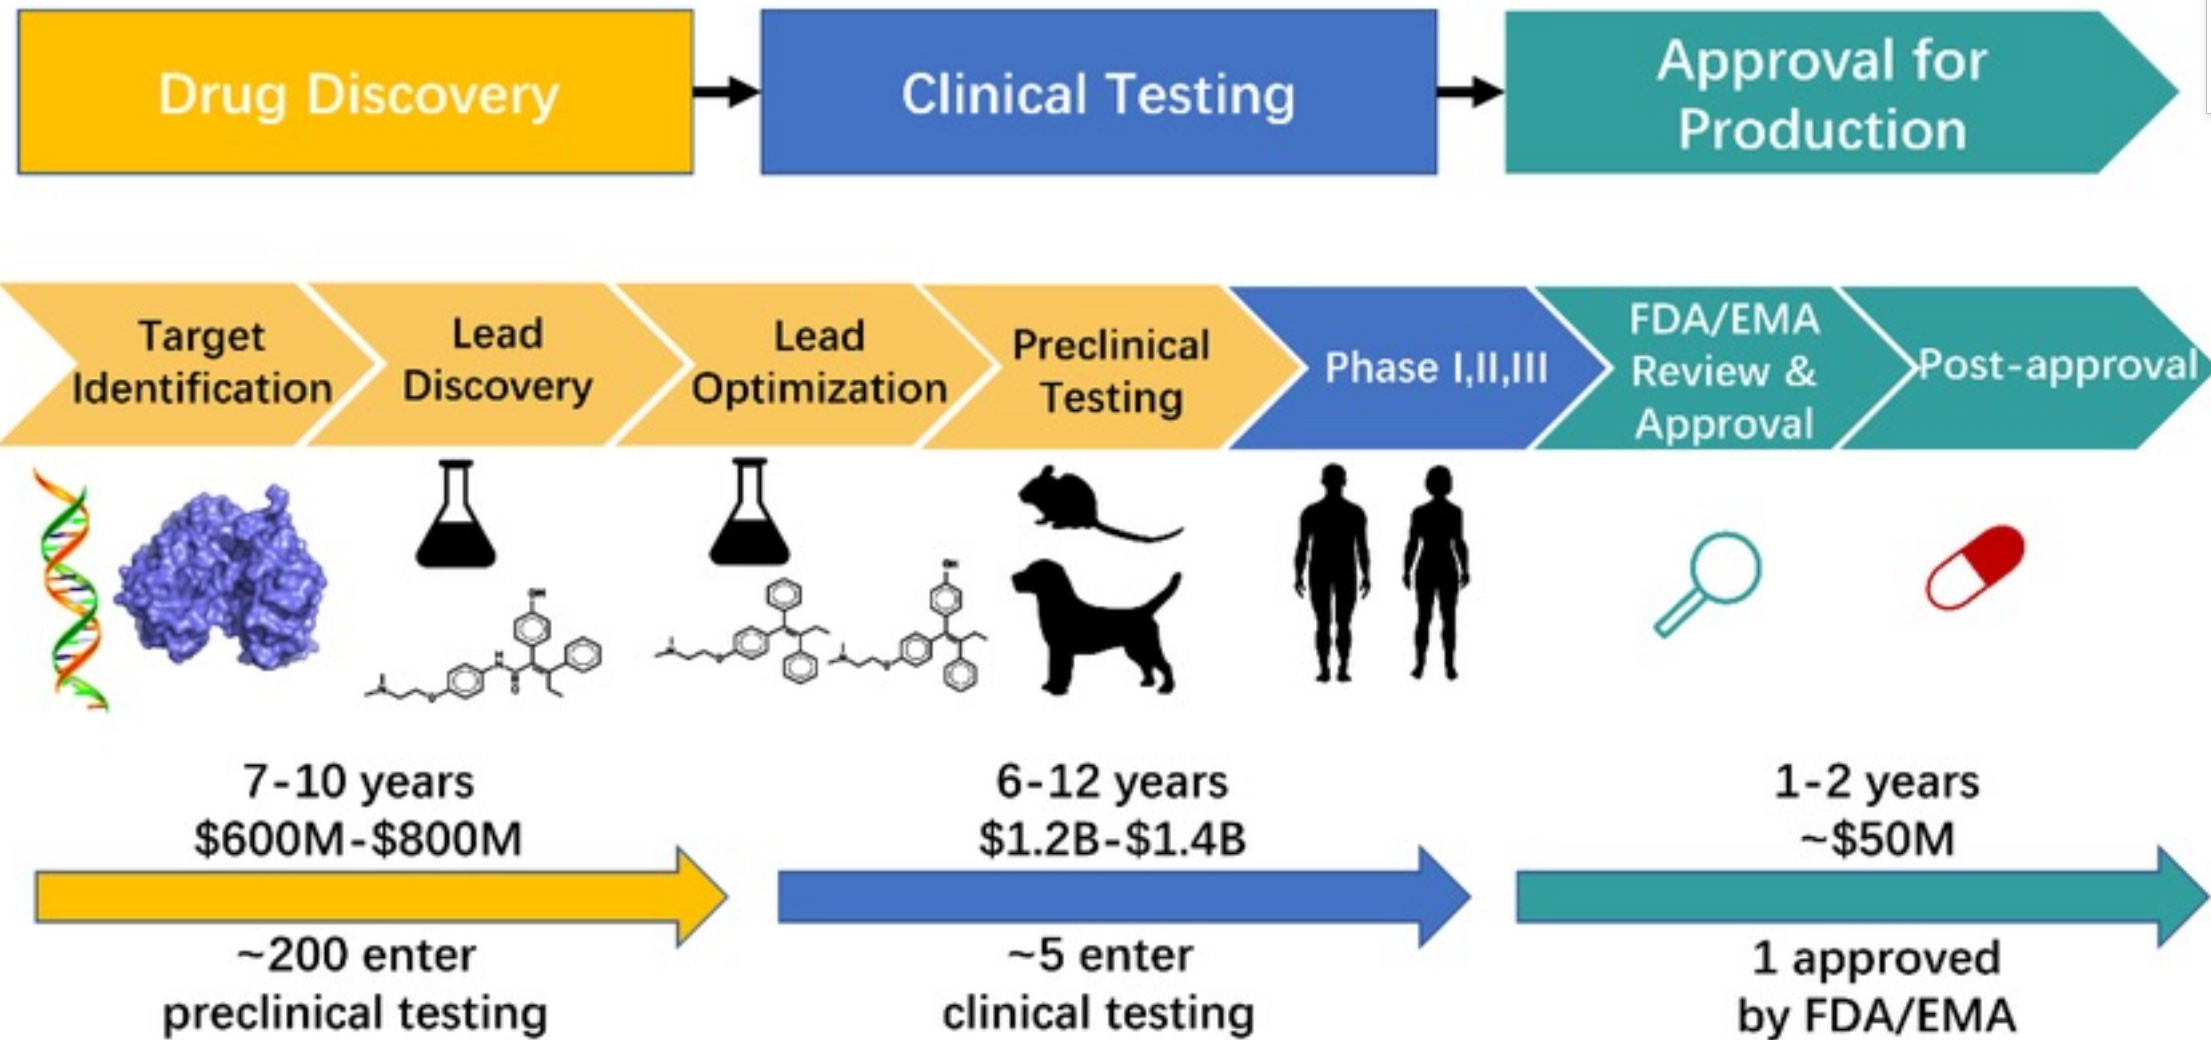 Drug Discovery
Clinical Testing
Approval for
Production
Target
Identification
Lead
Discovery
Lead
Optimization
Preclinical
Testing
Phase I,II,III
FDA/EMA
Review &
Approval
Post-approval
OH
H
N
O
N
O
N
O
OH
N
O
7-10 years
$600M-$800M
6-12 years
$1.2B-$1.4B
1-2 years
~$50M
~200 enter
preclinical testing
~5 enter
clinical testing
1 approved
by FDA/EMA